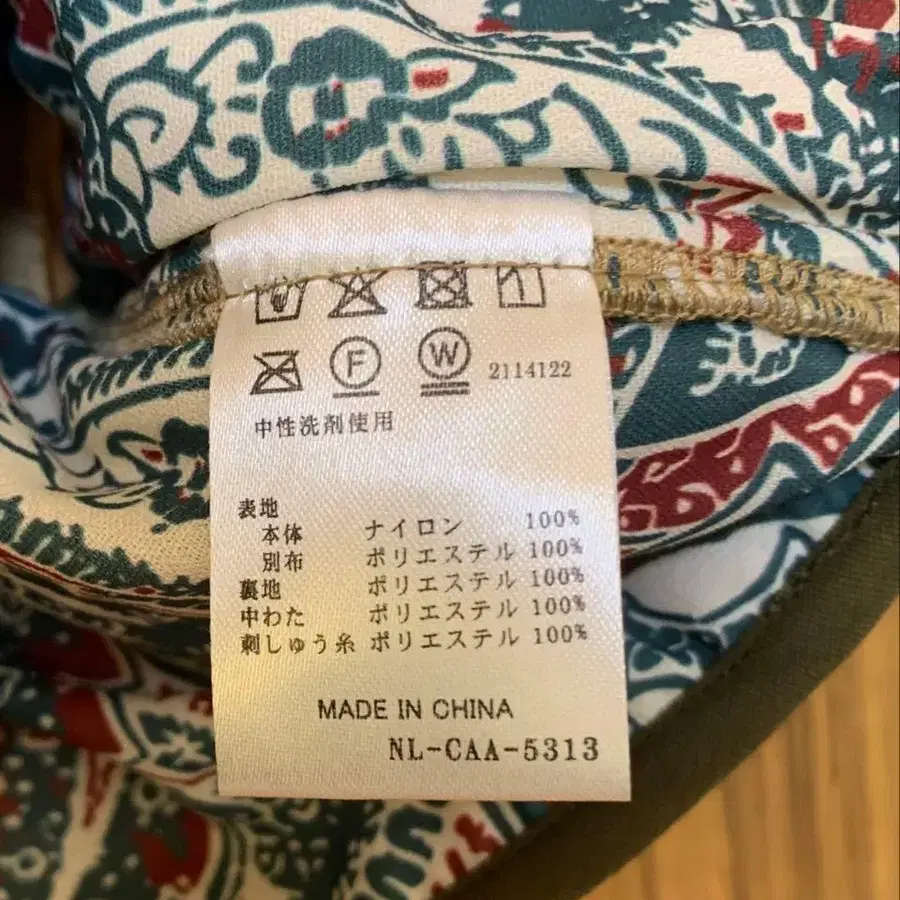 F W 2114122
中性洗剤使用
表地
本体 ナイロン 100%
別布 ポリエステル 100%
裏地 ポリエステル 100%
中わた ポリエステル 100%
刺しゅう糸 ポリエステル 100%
MADE IN CHINA
NL-CAA-5313